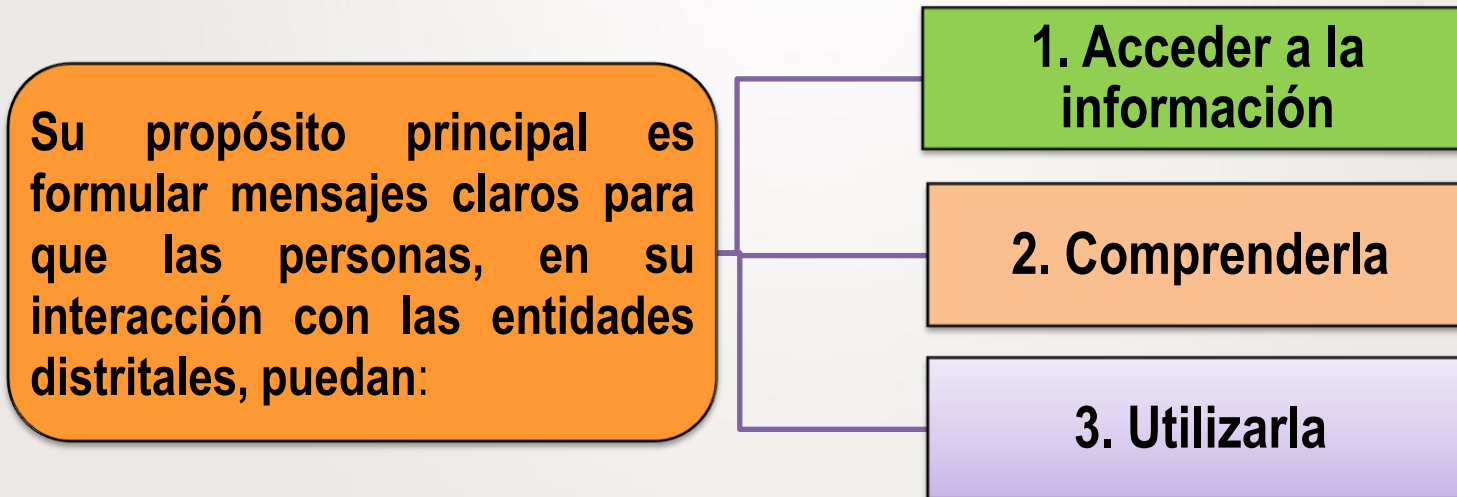 Su propósito principal es
formular mensajes claros para
que las personas, en su
interacción con las entidades
distritales, puedan:
1. Acceder a la
información
2. Comprenderla
3. Utilizarla